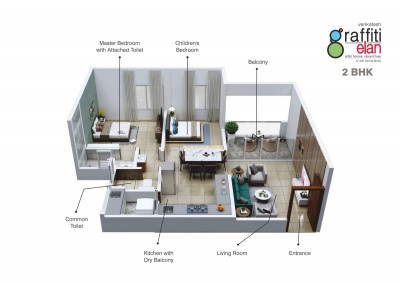 venkatesh
graffiti
elan
2 BHK
Master Bedroom
with Attached Toilet
Children's
Bedroom
Balcony
Common
Toilet
Kitchen with
Dry Balcony
Living Room
Entrance